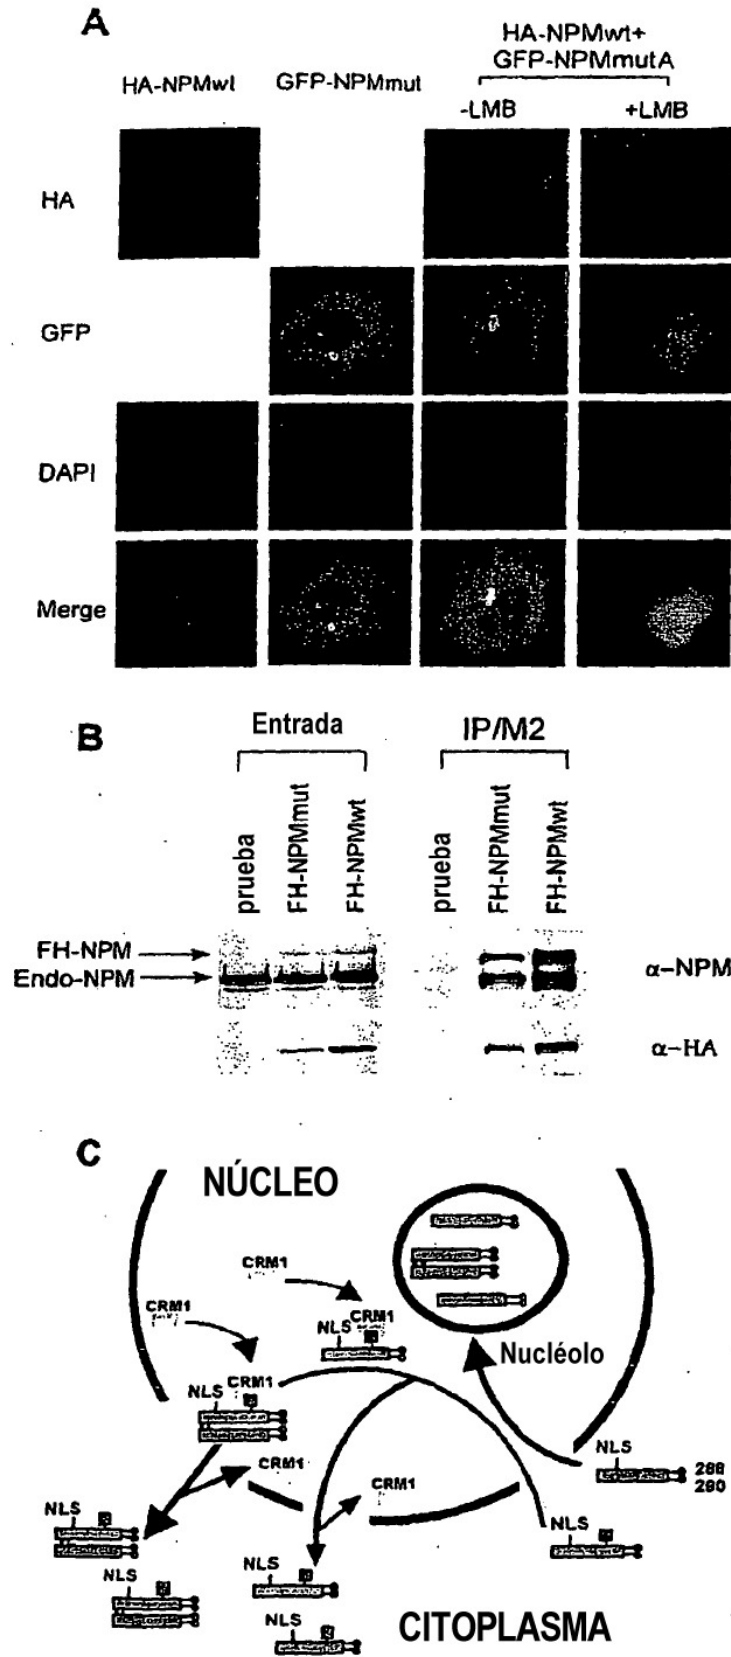 A
HA-NPMwt+
GFP-NPMmutA
HA-NPMwt GFP-NPMmut
-LMB +LMB
HA
GFP
DAPI
Merge
B
Entrada IP/M2
prueba FH-NPMmut FH-NPMwt prueba FH-NPMmut FH-NPMwt
FH-NPM
Endo-NPM
α-NPM
α-HA
C
NÚCLEO
CRM1
CRM1
CRM1
NLS
Nucléolo
NLS CRM1
CRM1
NLS
288
290
CRM1
NLS
NLS
NLS
NLS
NLS
CITOPLASMA